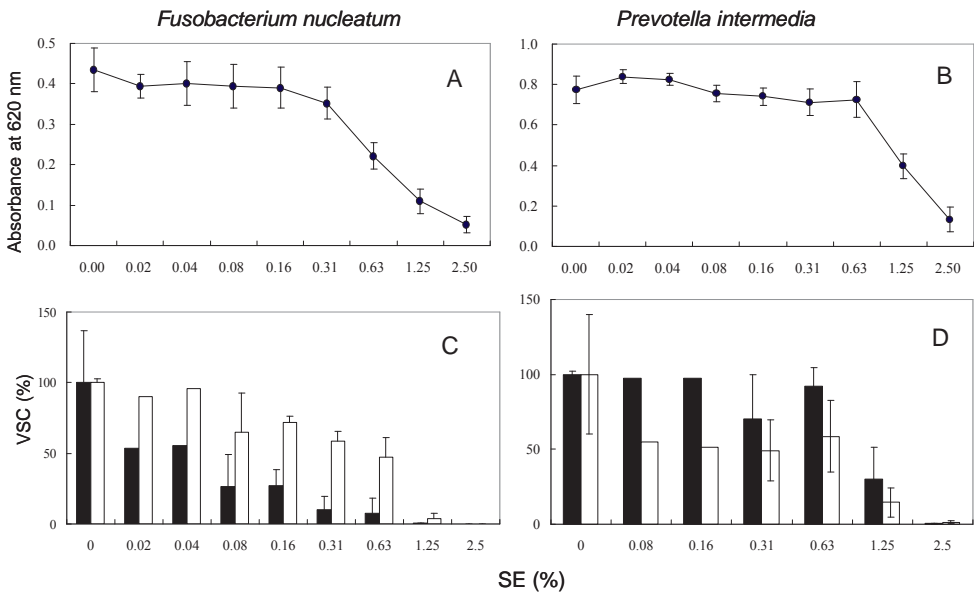 Fusobacterium nucleatum
Prevotella intermedia
Absorbance at 620 nm
0.5
0.4
0.3
0.2
0.1
0.0
A
0.00 0.02 0.04 0.08 0.16 0.31 0.63 1.25 2.50
1.0
0.8
0.6
0.4
0.2
0.0
B
0.00 0.02 0.04 0.08 0.16 0.31 0.63 1.25 2.50
VSC (%)
150
100
50
0
C
0 0.02 0.04 0.08 0.16 0.31 0.63 1.25 2.5
150
100
50
0
D
0 0.08 0.16 0.31 0.63 1.25 2.5
SE (%)